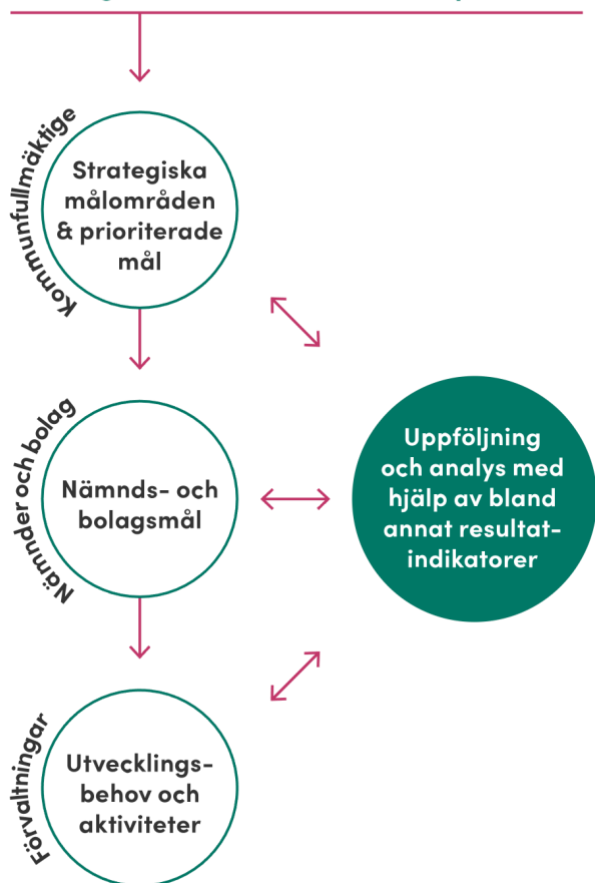 Kommunfullmäktige
Strategiska
målområden
& prioriterade
mål
Nämnder och bolag
Nämnds- och
bolagsmål
Uppföljning
och analys med
hjälp av bland
annat resultat-
indikatorer
Förvaltningar
Utvecklings-
behov och
aktiviteter